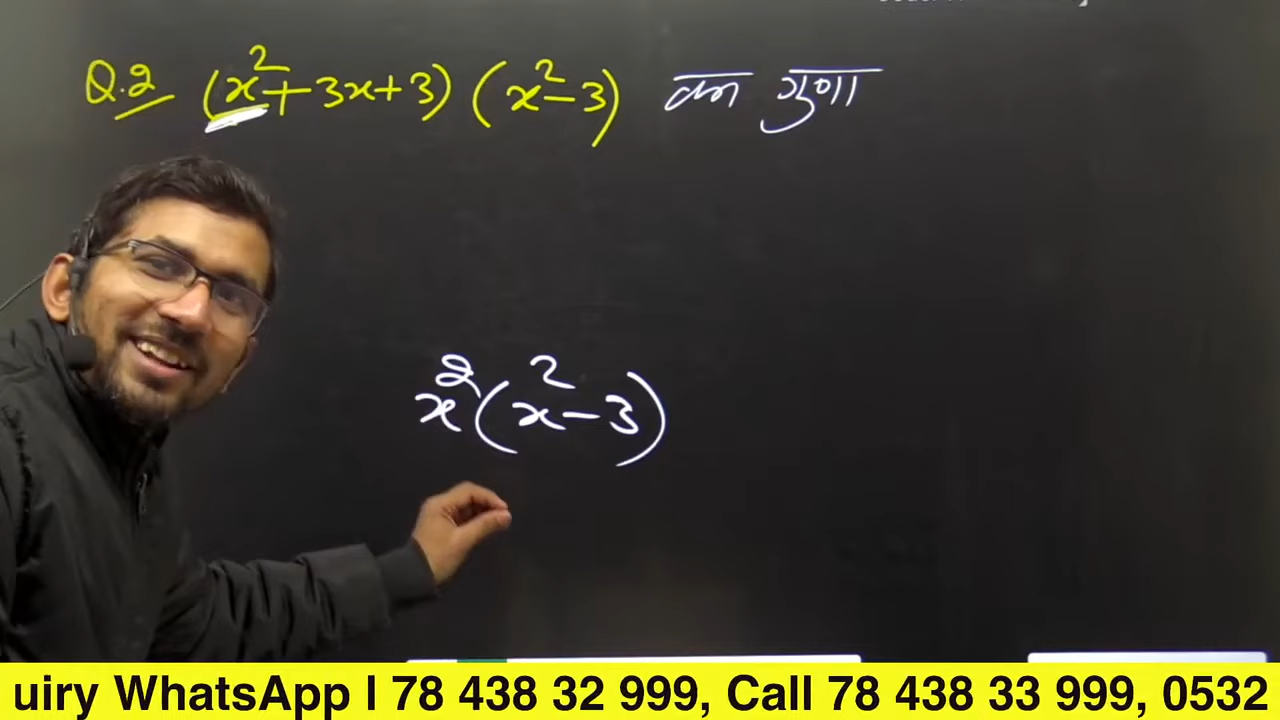 Q.2 (x²+3x+3) (x²-3) का गुणा
x²(x²-3)
uiry WhatsApp l 78 438 32 999, Call 78 438 33 999, 0532